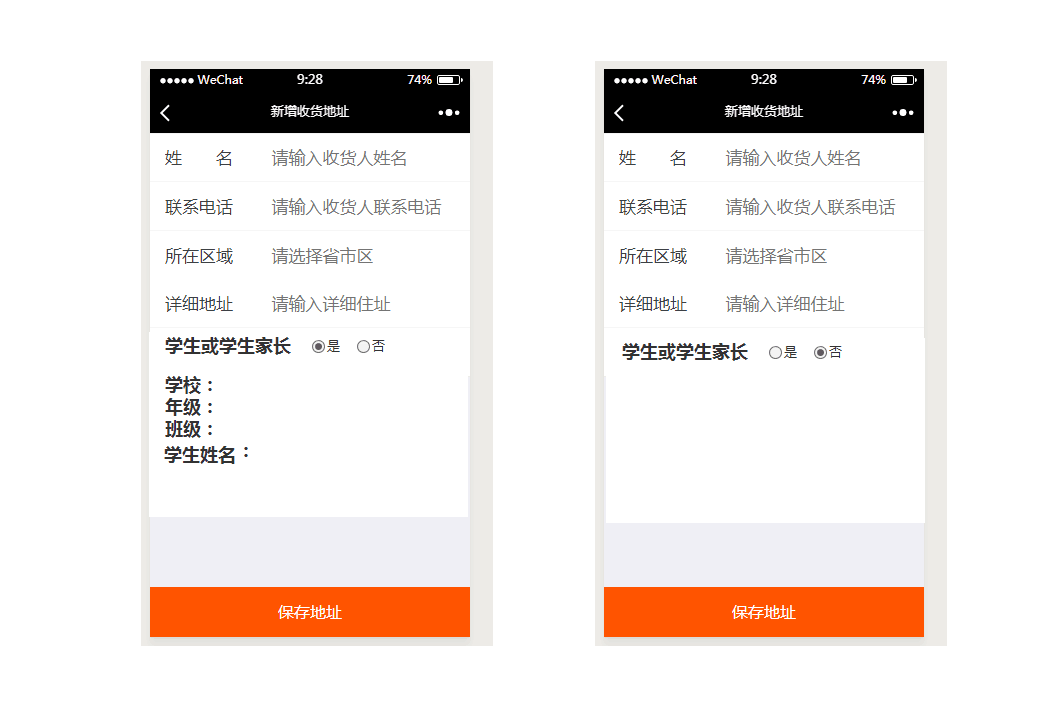 WeChat 9:28 74%
新增收货地址
姓 名 请输入收货人姓名
联系电话 请输入收货人联系电话
所在区域 请选择省市区
详细地址 请输入详细住址
学生或学生家长 是 否
学校：
年级：
班级：
学生姓名：
保存地址
WeChat 9:28 74%
新增收货地址
姓 名 请输入收货人姓名
联系电话 请输入收货人联系电话
所在区域 请选择省市区
详细地址 请输入详细住址
学生或学生家长 是 否
保存地址